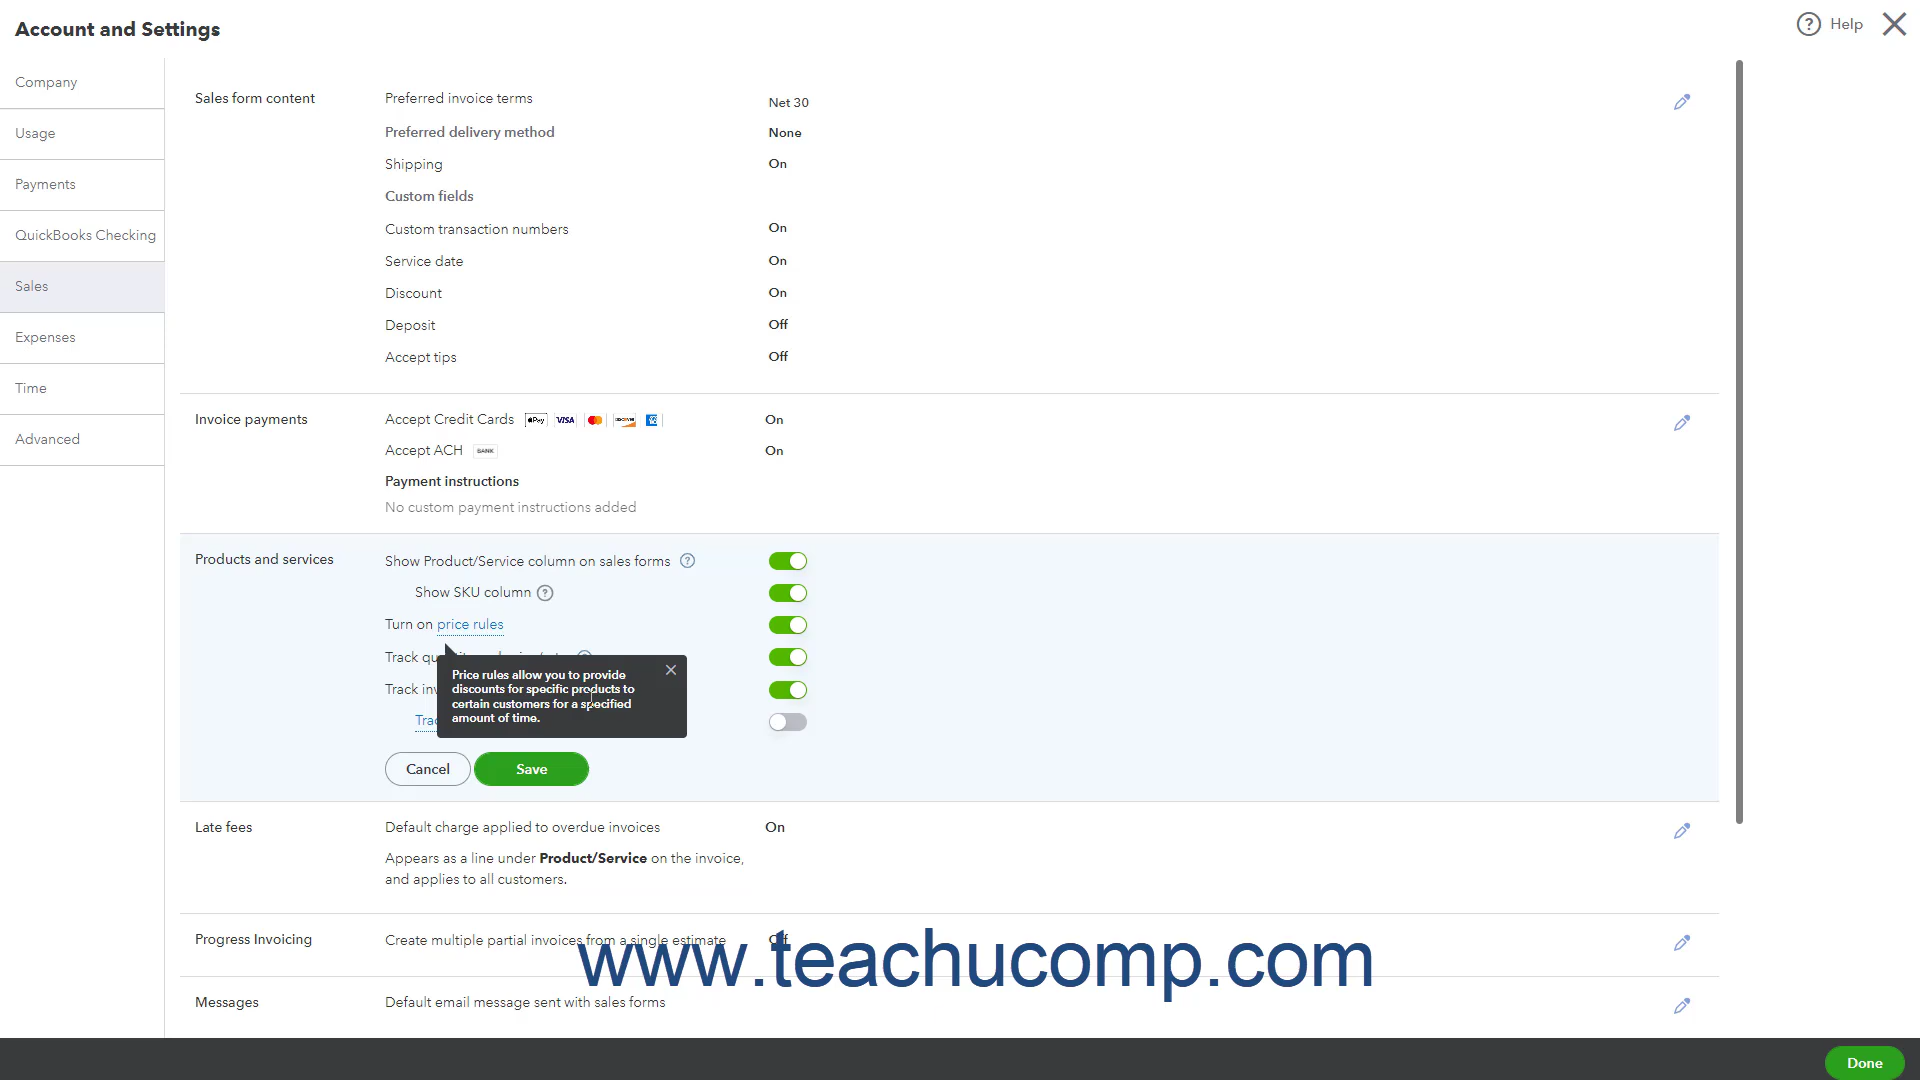 Account and Settings
Help
Company
Usage
Payments
QuickBooks Checking
Sales
Expenses
Time
Advanced
Sales form content
Preferred invoice terms Net 30
Preferred delivery method None
Shipping On
Custom fields
Custom transaction numbers On
Service date On
Discount On
Deposit Off
Accept tips Off
Invoice payments
Accept Credit Cards Pay VISA DISCOVER On
Accept ACH BANK On
Payment instructions
No custom payment instructions added
Products and services
Show Product/Service column on sales forms ?
Show SKU column ?
Turn on price rules
Track
Track
Price rules allow you to provide
discounts for specific products to
certain customers for a specified
amount of time.
Cancel Save
Late fees
Default charge applied to overdue invoices On
Appears as a line under Product/Service on the invoice,
and applies to all customers.
Progress Invoicing
Create multiple partial invoices from a single estimate Off
www.teachucomp.com
Messages
Default email message sent with sales forms
Done